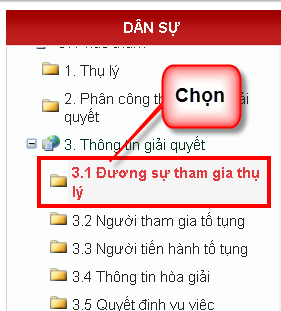 DÂN SỰ
1. Thụ lý
2. Phân công th
Chọn
ải
quyết
3. Thông tin giải quyết
3.1 Đương sự tham gia thụ
lý
3.2 Người tham gia tố tụng
3.3 Người tiến hành tố tụng
3.4 Thông tin hòa giải
3.5 Quyết định vụ việc